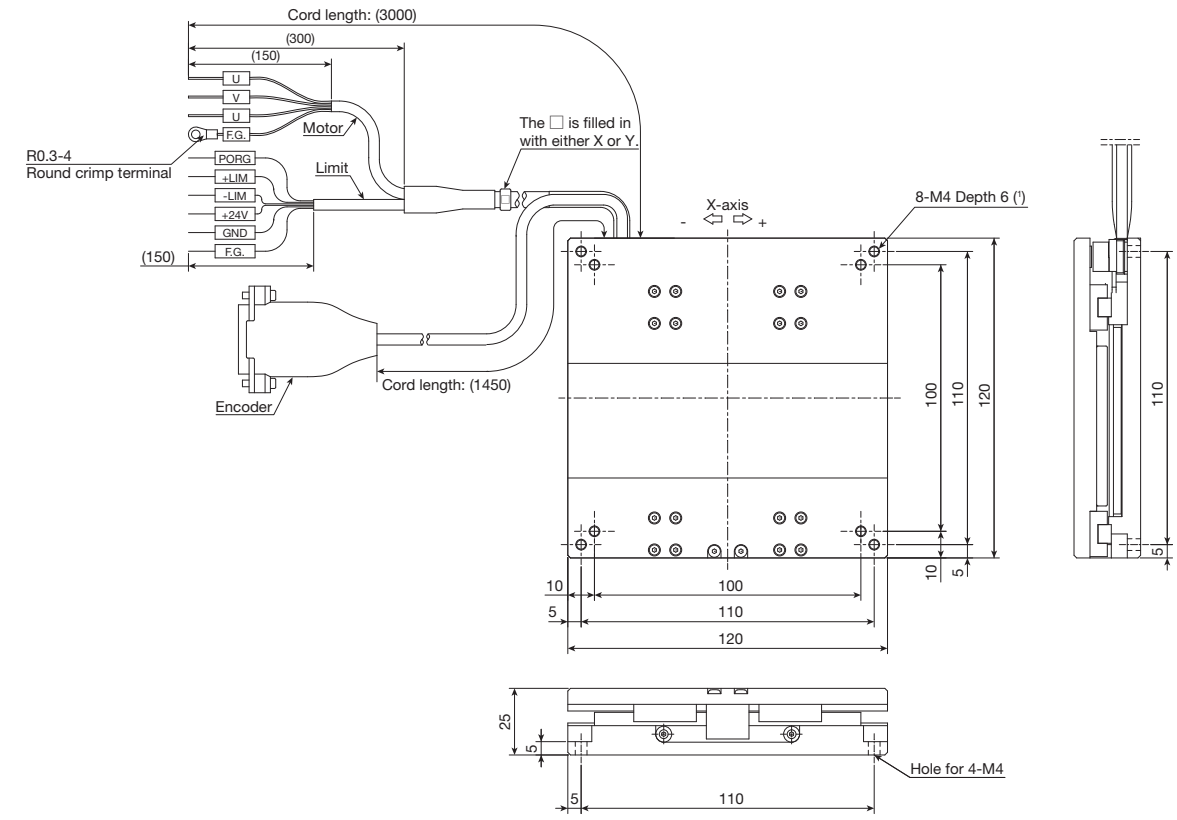 Cord length: (3000)
(300)
(150)
U
V
U
F.G.
Motor
R0.3-4
Round crimp terminal
PORG
+LIM
-LIM
+24V
GND
F.G.
Limit
(150)
The □ is filled in
with either X or Y.
X-axis
- +
8-M4 Depth 6 (¹)
Encoder
Cord length: (1450)
100
110
120
10
5
110
5
10
100
5
110
120
25
5
Hole for 4-M4
5
110